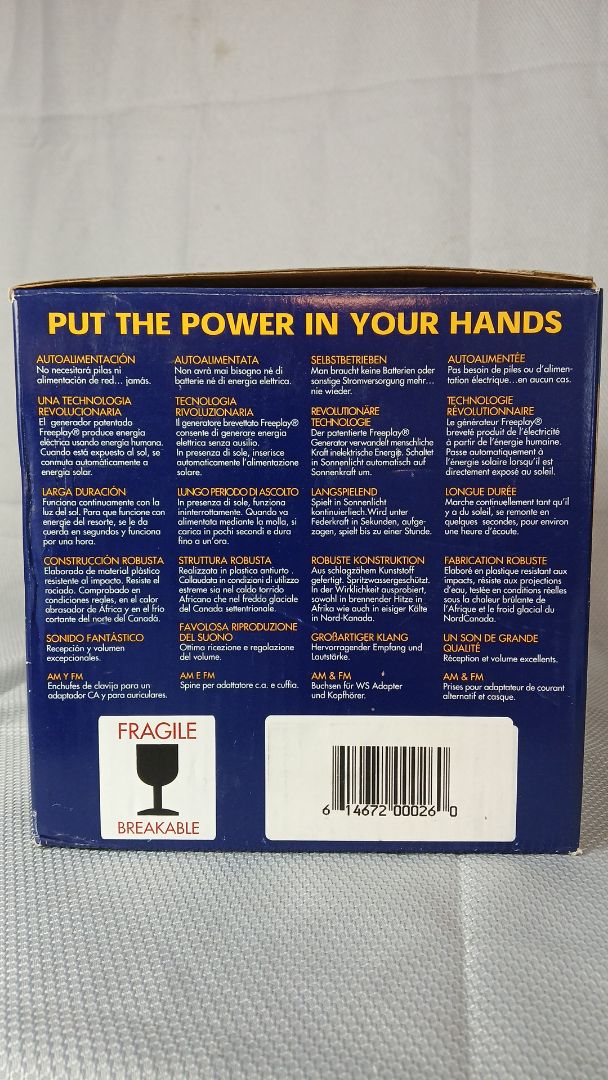 PUT THE POWER IN YOUR HANDS
AUTOALIMENTACIÓN
No necesitará pilas ni
alimentación de red... jamás.
UNA TECHNOLOGIA
REVOLUCIONARIA
El generador patentado
Freeplay® produce energia
eléctrica usando energía humana.
Cuando está expuesto al sol, se
conmuta automáticamente a
energía solar.
LARGA DURACIÓN
Funciona continuamente con la
luz del sol. Para que funcione con
energie del resorte, se le da
cuerda en segundos y funciona
por una hora.
CONSTRUCCIÓN ROBUSTA
Elaborada de material plástico
resistente al impacto. Resiste el
rociado. Comprobado en
condiciones reales, en el calor
abrasador de África y en el frío
cortante del norte del Canadá.
SONIDO FANTÁSTICO
Recepción y volumen
excepcionales.
AM Y FM
Enchufes de clavija para un
adaptador CA y para auriculares.
AUTOALIMENTATA
Non avrà mai bisogno né di
batterie né di energia elettrica.
TECNOLOGIA
RIVOLUZIONARIA
Il generatore brevettato Freeplay®
consente di generare energia
elettrica senza ausilio.
In presenza di sole, inserisce
automaticamente l'alimentazione
solare.
LUNGO PERIODO DI ASCOLTO
In presenza di sole, funziona
ininterrottamente. Quando va
alimentata mediante la molla, si
carica in pochi secondi e dura
fino a un'ora.
STRUTTURA ROBUSTA
Realizzata in plastica antiurto .
Collaudata in condizioni di utilizzo
estreme sia nel caldo torrido
Africano che nel freddo glaciale
del Canada settentrionale.
FAVOLOSA RIPRODUZIONE
DEL SUONO
Ottima ricezione e regolazione
del volume.
AM E FM
Spine per adattatore c.a. e cuffia.
SELBSTBETRIEBEN
Man braucht keine Batterien oder
sonstige Stromversorgung mehr...
nie wieder.
REVOLUTIONÄRE
TECHNOLOGIE
Der patentierte Freeplay®
Generator verwandelt menschliche
Kraft inelektrische Energie. Schaltet
in Sonnenlicht automatisch auf
Sonnenkraft um.
LANGSPIELEND
Spielt in Sonnenlicht
kontinuierliech.Wird unter
Federkraft in Sekunden, aufge-
zogen, spielt bis zu einer Stunde.
ROBUSTE KONSTRUKTION
Aus schlagzähem Kunststoff
gefertigt. Spritzwassergeschützt.
In der Wirklichkeit ausprobiert,
sowohl in brennender Hitze in
Afrika wie auch in eisiger Kälte
in Nord-Kanada.
GROßARTIGER KLANG
Hervorragender Empfang und
Lautstärke.
AM & FM
Buchsen für WS Adapter
und Kopfhörer.
AUTOALIMENTÉE
Pas besoin de piles ou d'alimen-
tation électrique...en aucun cas.
TECHNOLOGIE
RÉVOLUTIONNAIRE
Le générateur Freeplay®
breveté produit de l'électricité
à partir de l'énergie humaine.
Passe automatiquement à
l'énergie solaire lorsqu'il est
directement exposé au soleil.
LONGUE DURÉE
Marche continuellement tant qu'il
y a du soleil, se remonte en
quelques secondes, pour environ
une heure d'écoute.
FABRICATION ROBUSTE
Elaboré en plastique resistant aux
impacts, résiste aux projections
d'eau, testée en conditions réelles
sous la chaleur brûlante de
l'Afrique et le froid glacial du
NordCanada.
UN SON DE GRANDE
QUALITÉ
Réception et volume excellents.
AM & FM
Prises pour adaptateur de courant
alternatif et casque.
FRAGILE
BREAKABLE
6 14672 00026 0